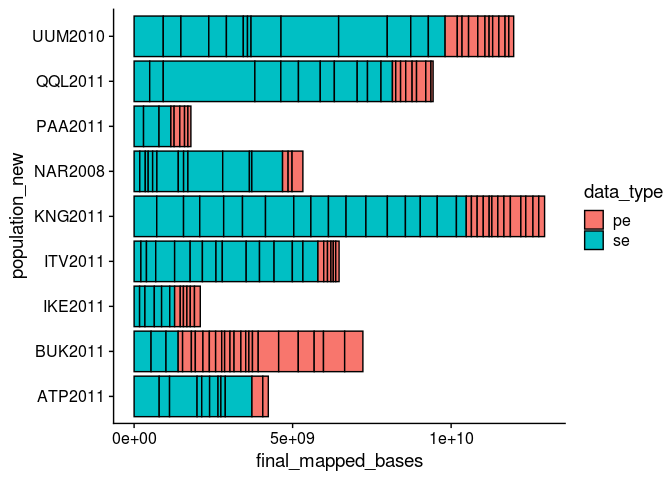 population_new
UUM2010
QQL2011
PAA2011
NAR2008
KNG2011
ITV2011
IKE2011
BUK2011
ATP2011
0e+00 5e+09 1e+10
final_mapped_bases
data_type
pe
se